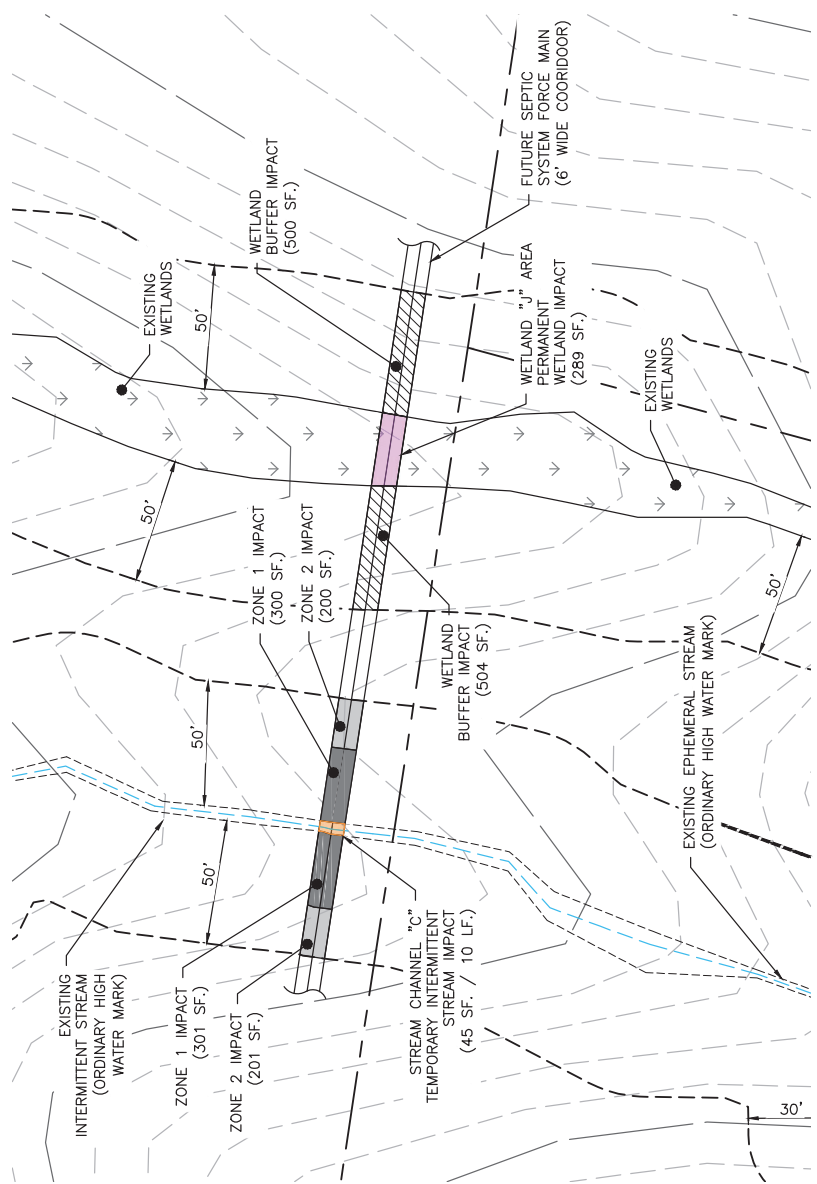 FUTURE SEPTIC
SYSTEM FORCE MAIN
(6' WIDE COORIDOOR)
WETLAND
BUFFER IMPACT
(500 SF.)
EXISTING
WETLANDS
50'
WETLAND "J" AREA
PERMANENT
WETLAND IMPACT
(289 SF.)
EXISTING
WETLANDS
50'
ZONE 1 IMPACT
(300 SF.)
ZONE 2 IMPACT
(200 SF.)
WETLAND
BUFFER IMPACT
(504 SF.)
50'
50'
EXISTING EPHEMERAL STREAM
(ORDINARY HIGH WATER MARK)
50'
EXISTING
INTERMITTENT STREAM
(ORDINARY HIGH
WATER MARK)
ZONE 1 IMPACT
(301 SF.)
ZONE 2 IMPACT
(201 SF.)
STREAM CHANNEL "C"
TEMPORARY INTERMITTENT
STREAM IMPACT
(45 SF. / 10 LF.)
30'